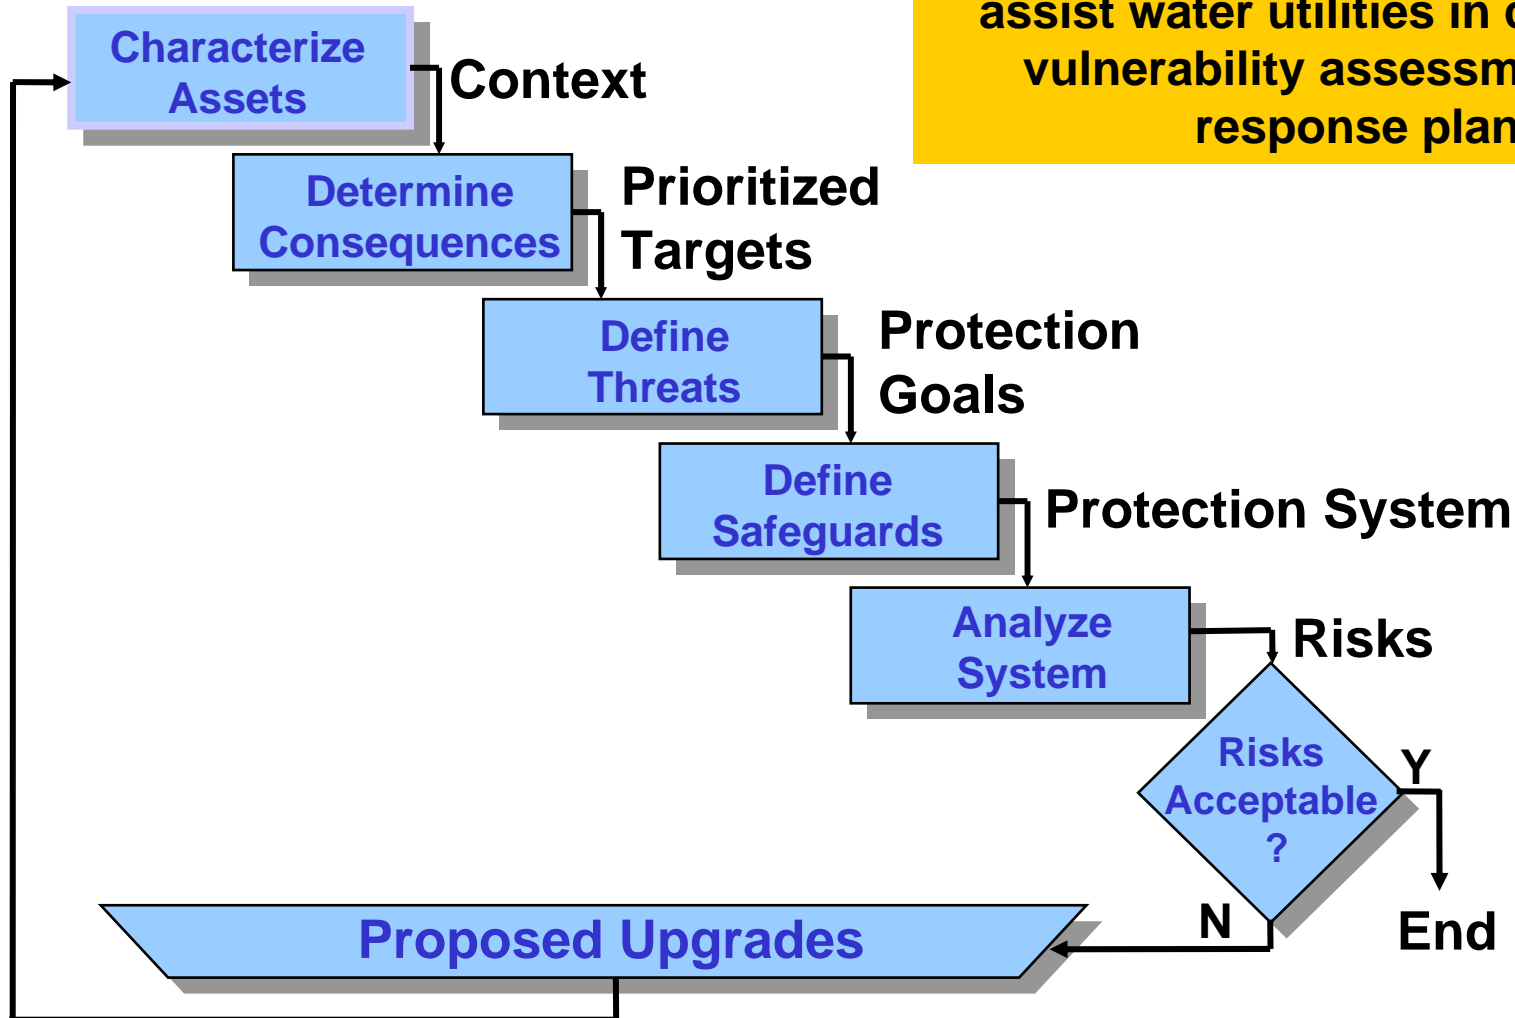 assist water utilities in
vulnerability
response plan
Characterize
Assets
Context
Determine
Consequences
Prioritized
Targets
Define
Threats
Protection
Goals
Define
Safeguards
Protection System
Analyze
System
Risks
Risks
Acceptable
?
Y
N
End
Proposed Upgrades